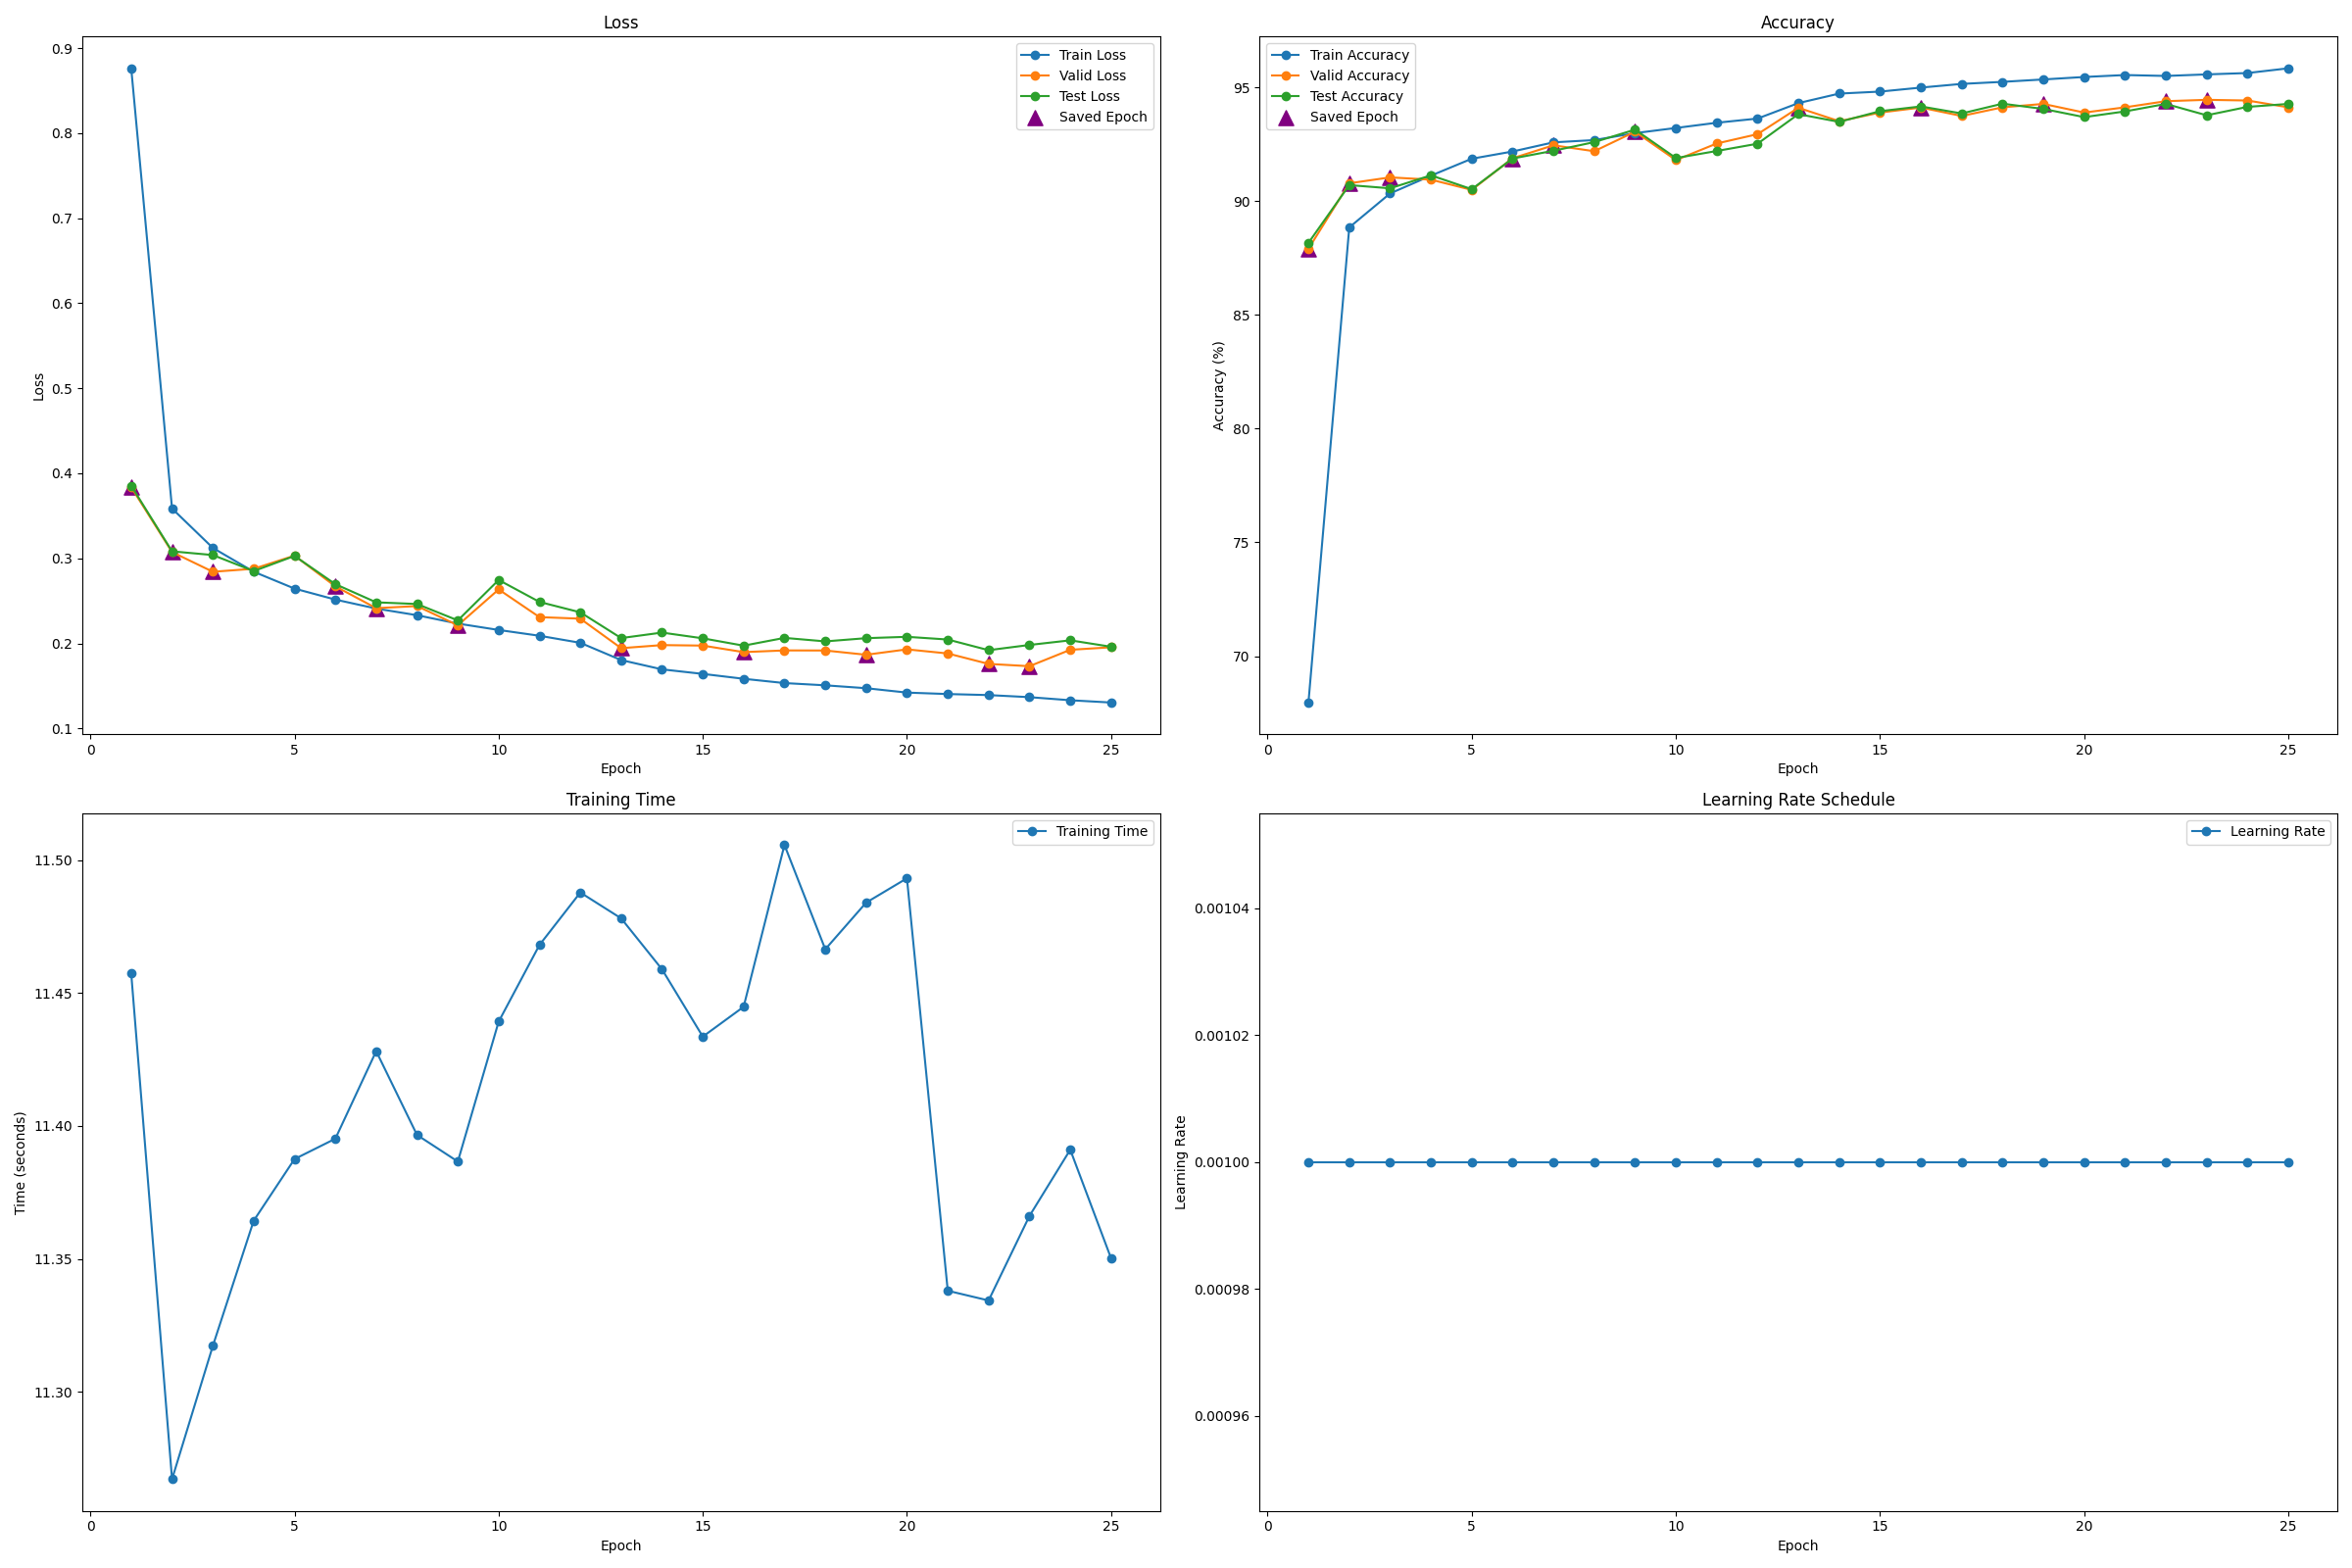 Loss
0.9
0.8
0.7
0.6
0.5
0.4
0.3
0.2
0.1
Loss
Train Loss
Valid Loss
Test Loss
Saved Epoch
0 5 10 15 20 25
Epoch
Accuracy
95
90
85
80
75
70
Accuracy (%)
Train Accuracy
Valid Accuracy
Test Accuracy
Saved Epoch
0 5 10 15 20 25
Epoch
Training Time
11.50
11.45
11.40
11.35
11.30
Time (seconds)
Training Time
0 5 10 15 20 25
Epoch
Learning Rate Schedule
0.00104
0.00102
0.00100
0.00098
0.00096
Learning Rate
Learning Rate
0 5 10 15 20 25
Epoch